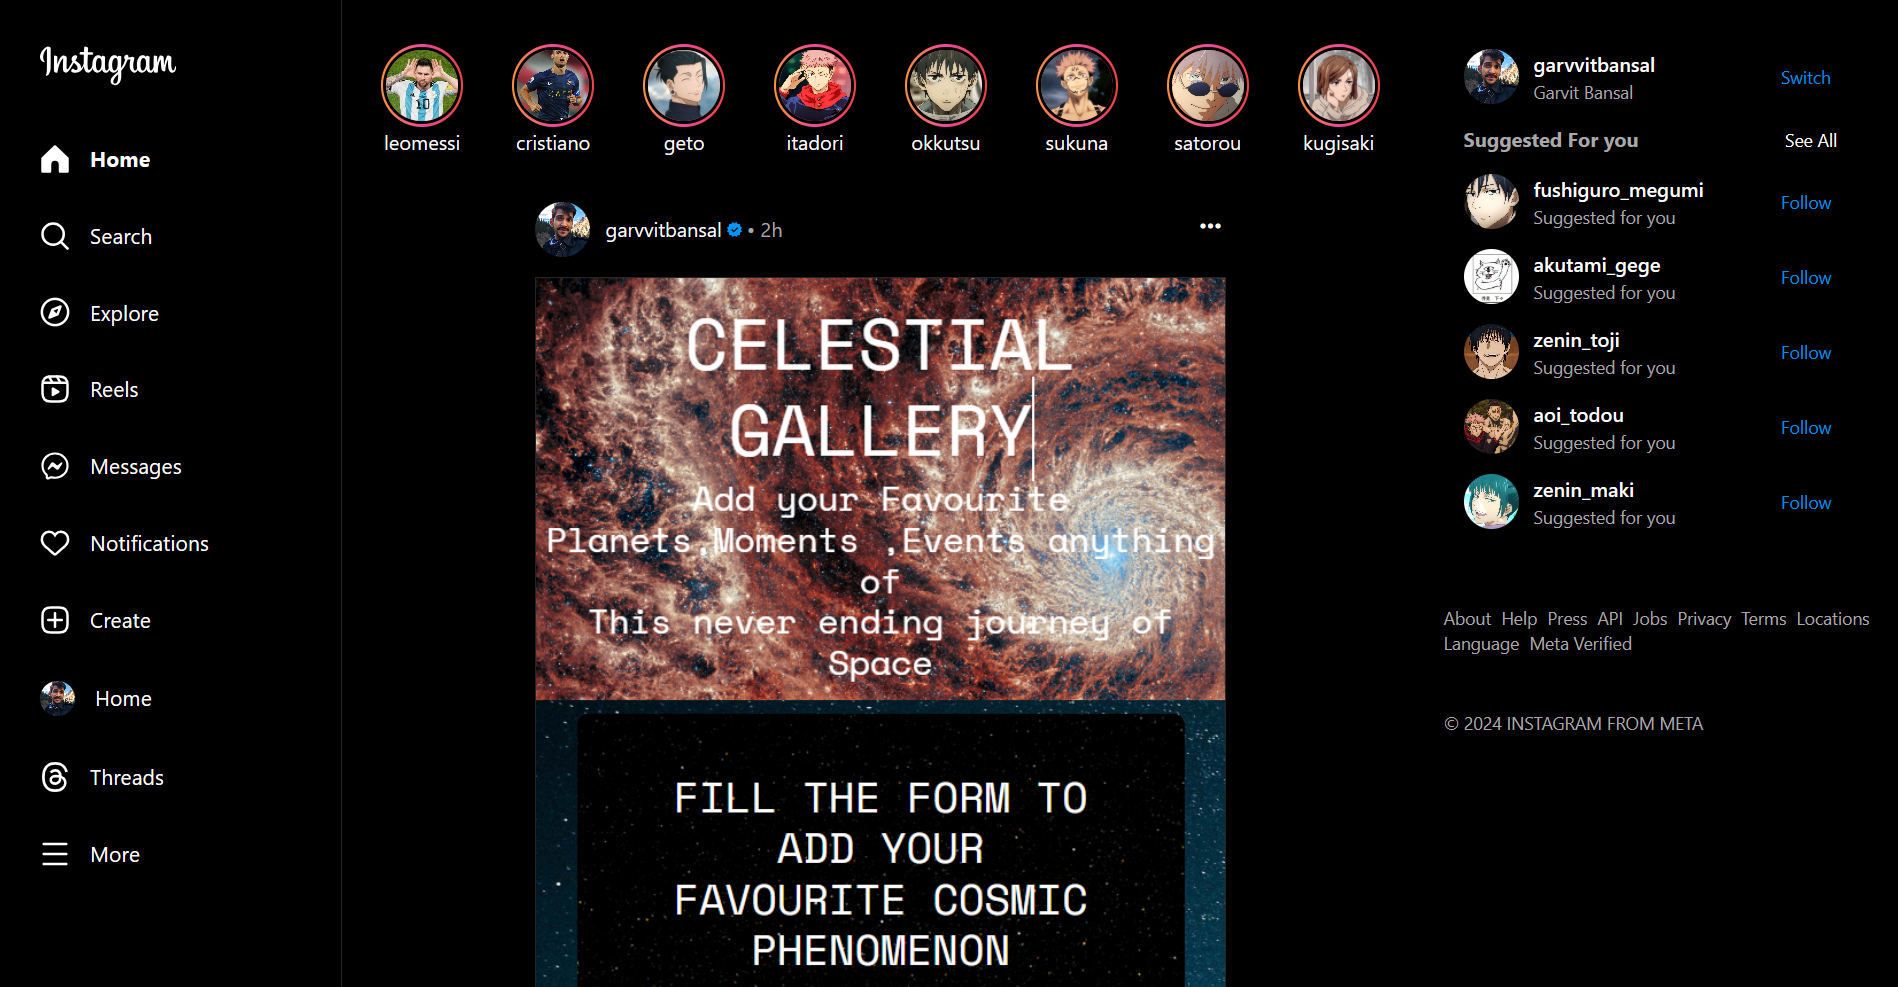 Instagram
Home
Search
Explore
Reels
Messages
Notifications
Create
Home
Threads
More
leomessi
cristiano
geto
itadori
okkutsu
sukuna
satorou
kugisaki
garvvitbansal • 2h
CELESTIAL
GALLERY
Add your Favourite
Planets,Moments ,Events anything
of
This never ending journey of
Space
FILL THE FORM TO
ADD YOUR
FAVOURITE COSMIC
PHENOMENON
garvvitbansal
Garvit Bansal
Switch
Suggested For you
See All
fushiguro_megumi
Suggested for you
Follow
akutami_gege
Suggested for you
Follow
zenin_toji
Suggested for you
Follow
aoi_todou
Suggested for you
Follow
zenin_maki
Suggested for you
Follow
About Help Press API Jobs Privacy Terms Locations
Language Meta Verified
© 2024 INSTAGRAM FROM META